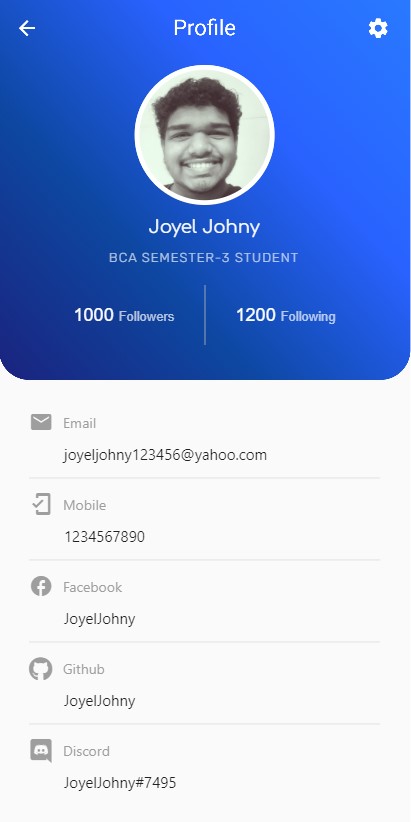 Profile
Joyel Johny
BCA SEMESTER-3 STUDENT
1000 Followers 1200 Following
Email
joyeljohny123456@yahoo.com
Mobile
1234567890
Facebook
JoyelJohny
Github
JoyelJohny
Discord
JoyelJohny#7495